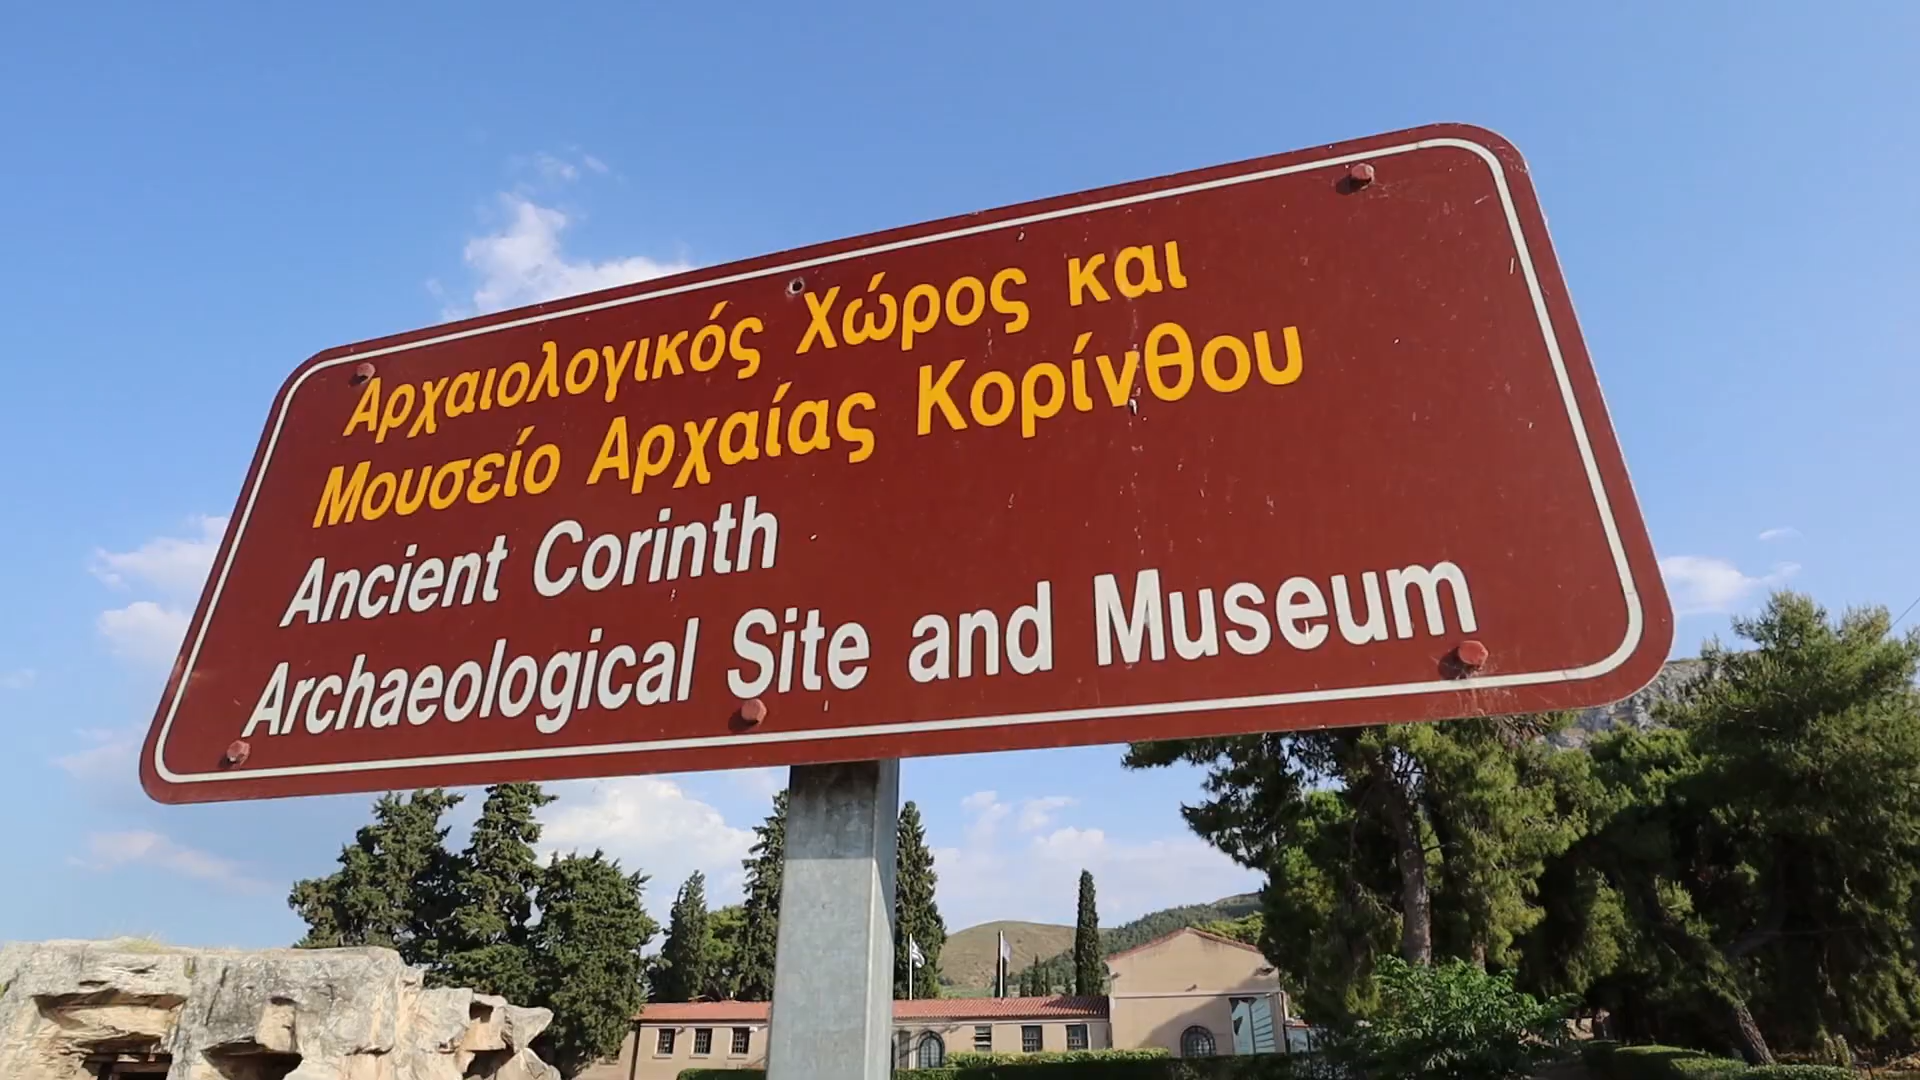 Αρχαιολογικός Χώρος και
Μουσείο Αρχαίας Κορίνθου
Ancient Corinth
Archaeological Site and Museum